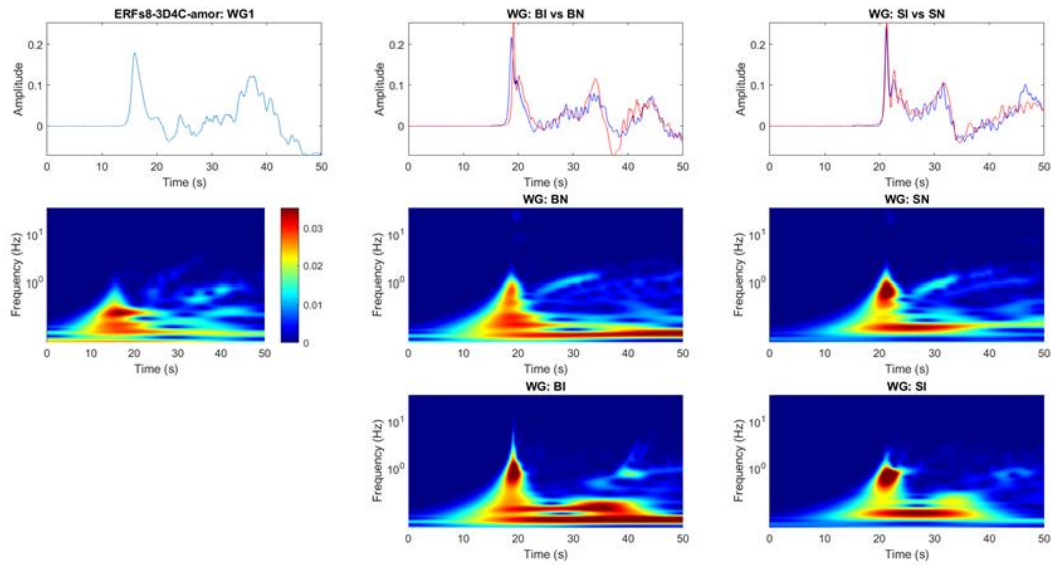 ERFs8-3D4C-amor: WG1
WG: BI vs BN
WG: SI vs SN
Amplitude
0.2
0.1
0
0 10 20 30 40 50
Time (s)
Amplitude
0.2
0.1
0
0 10 20 30 40 50
Time (s)
Amplitude
0.2
0.1
0
0 10 20 30 40 50
Time (s)
WG: BN
WG: SN
Frequency (Hz)
10^1
10^0
0 10 20 30 40 50
Time (s)
0.03
0.02
0.01
0
Frequency (Hz)
10^1
10^0
0 10 20 30 40 50
Time (s)
Frequency (Hz)
10^1
10^0
0 10 20 30 40 50
Time (s)
WG: BI
WG: SI
Frequency (Hz)
10^1
10^0
0 10 20 30 40 50
Time (s)
Frequency (Hz)
10^1
10^0
0 10 20 30 40 50
Time (s)